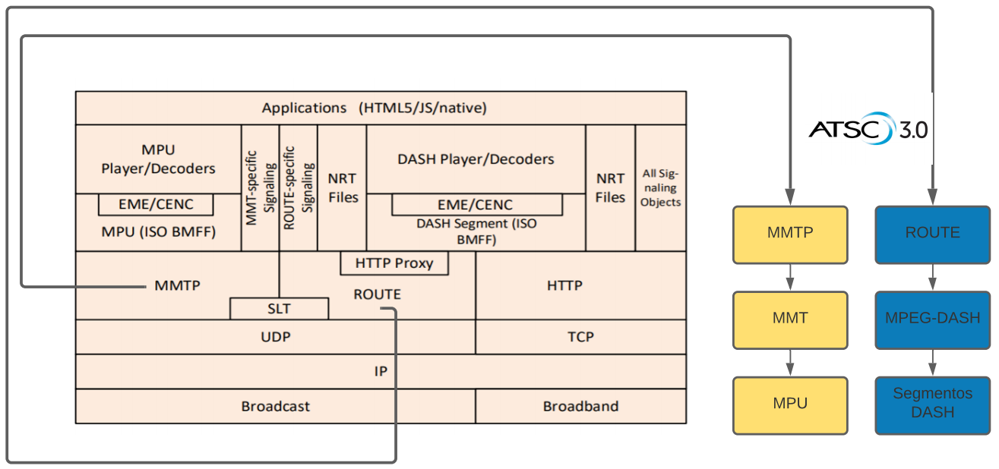 Applications (HTML5/JS/native)
MPU
Player/Decoders
EME/CENC
MPU (ISO BMFF)
MMT-specific
Signaling
ROUTE-specific
Signaling
NRT
Files
DASH Player/Decoders
EME/CENC
DASH Segment (ISO
BMFF)
NRT
Files
All Sig-
naling
Objects
MMTP
SLT
HTTP Proxy
ROUTE
HTTP
UDP
TCP
IP
Broadcast
Broadband
ATSC 3.0
MMTP
MMT
MPU
ROUTE
MPEG-DASH
Segmentos
DASH